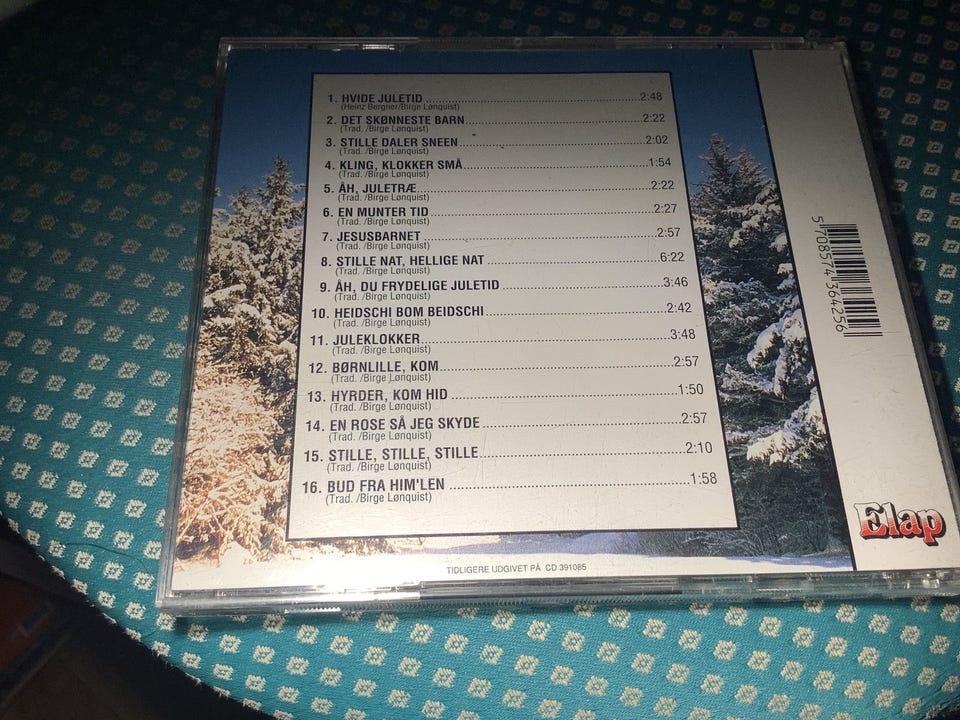 1. HVIDE JULETID 2:48
(Heinz Bergner/Birge Lønquist)
2. DET SKØNNESTE BARN 2:22
(Trad. /Birge Lønquist)
3. STILLE DALER SNEEN 2:02
(Trad. /Birge Lønquist)
4. KLING, KLOKKER SMÅ 1:54
(Trad. /Birge Lønquist)
5. ÅH, JULETRÆ 2:22
(Trad. /Birge Lønquist)
6. EN MUNTER TID 2:27
(Trad. /Birge Lønquist)
7. JESUSBARNET 2:57
(Trad. /Birge Lønquist)
8. STILLE NAT, HELLIGE NAT 6:22
(Trad. /Birge Lønquist)
9. ÅH, DU FRYDELIGE JULETID 3:46
(Trad. /Birge Lønquist)
10. HEIDSCHI BOM BEIDSCHI 2:42
(Trad. /Birge Lønquist)
11. JULEKLOKKER 3:48
(Trad. /Birge Lønquist)
12. BØRNLILLE, KOM 2:57
(Trad. /Birge Lønquist)
13. HYRDER, KOM HID 1:50
(Trad. /Birge Lønquist)
14. EN ROSE SÅ JEG SKYDE 2:57
(Trad. /Birge Lønquist)
15. STILLE, STILLE, STILLE 2:10
(Trad. /Birge Lønquist)
16. BUD FRA HIM'LEN 1:58
(Trad. /Birge Lønquist)
TIDLIGERE UDGIVET PÅ CD 391085
5 708574 364256
Elap